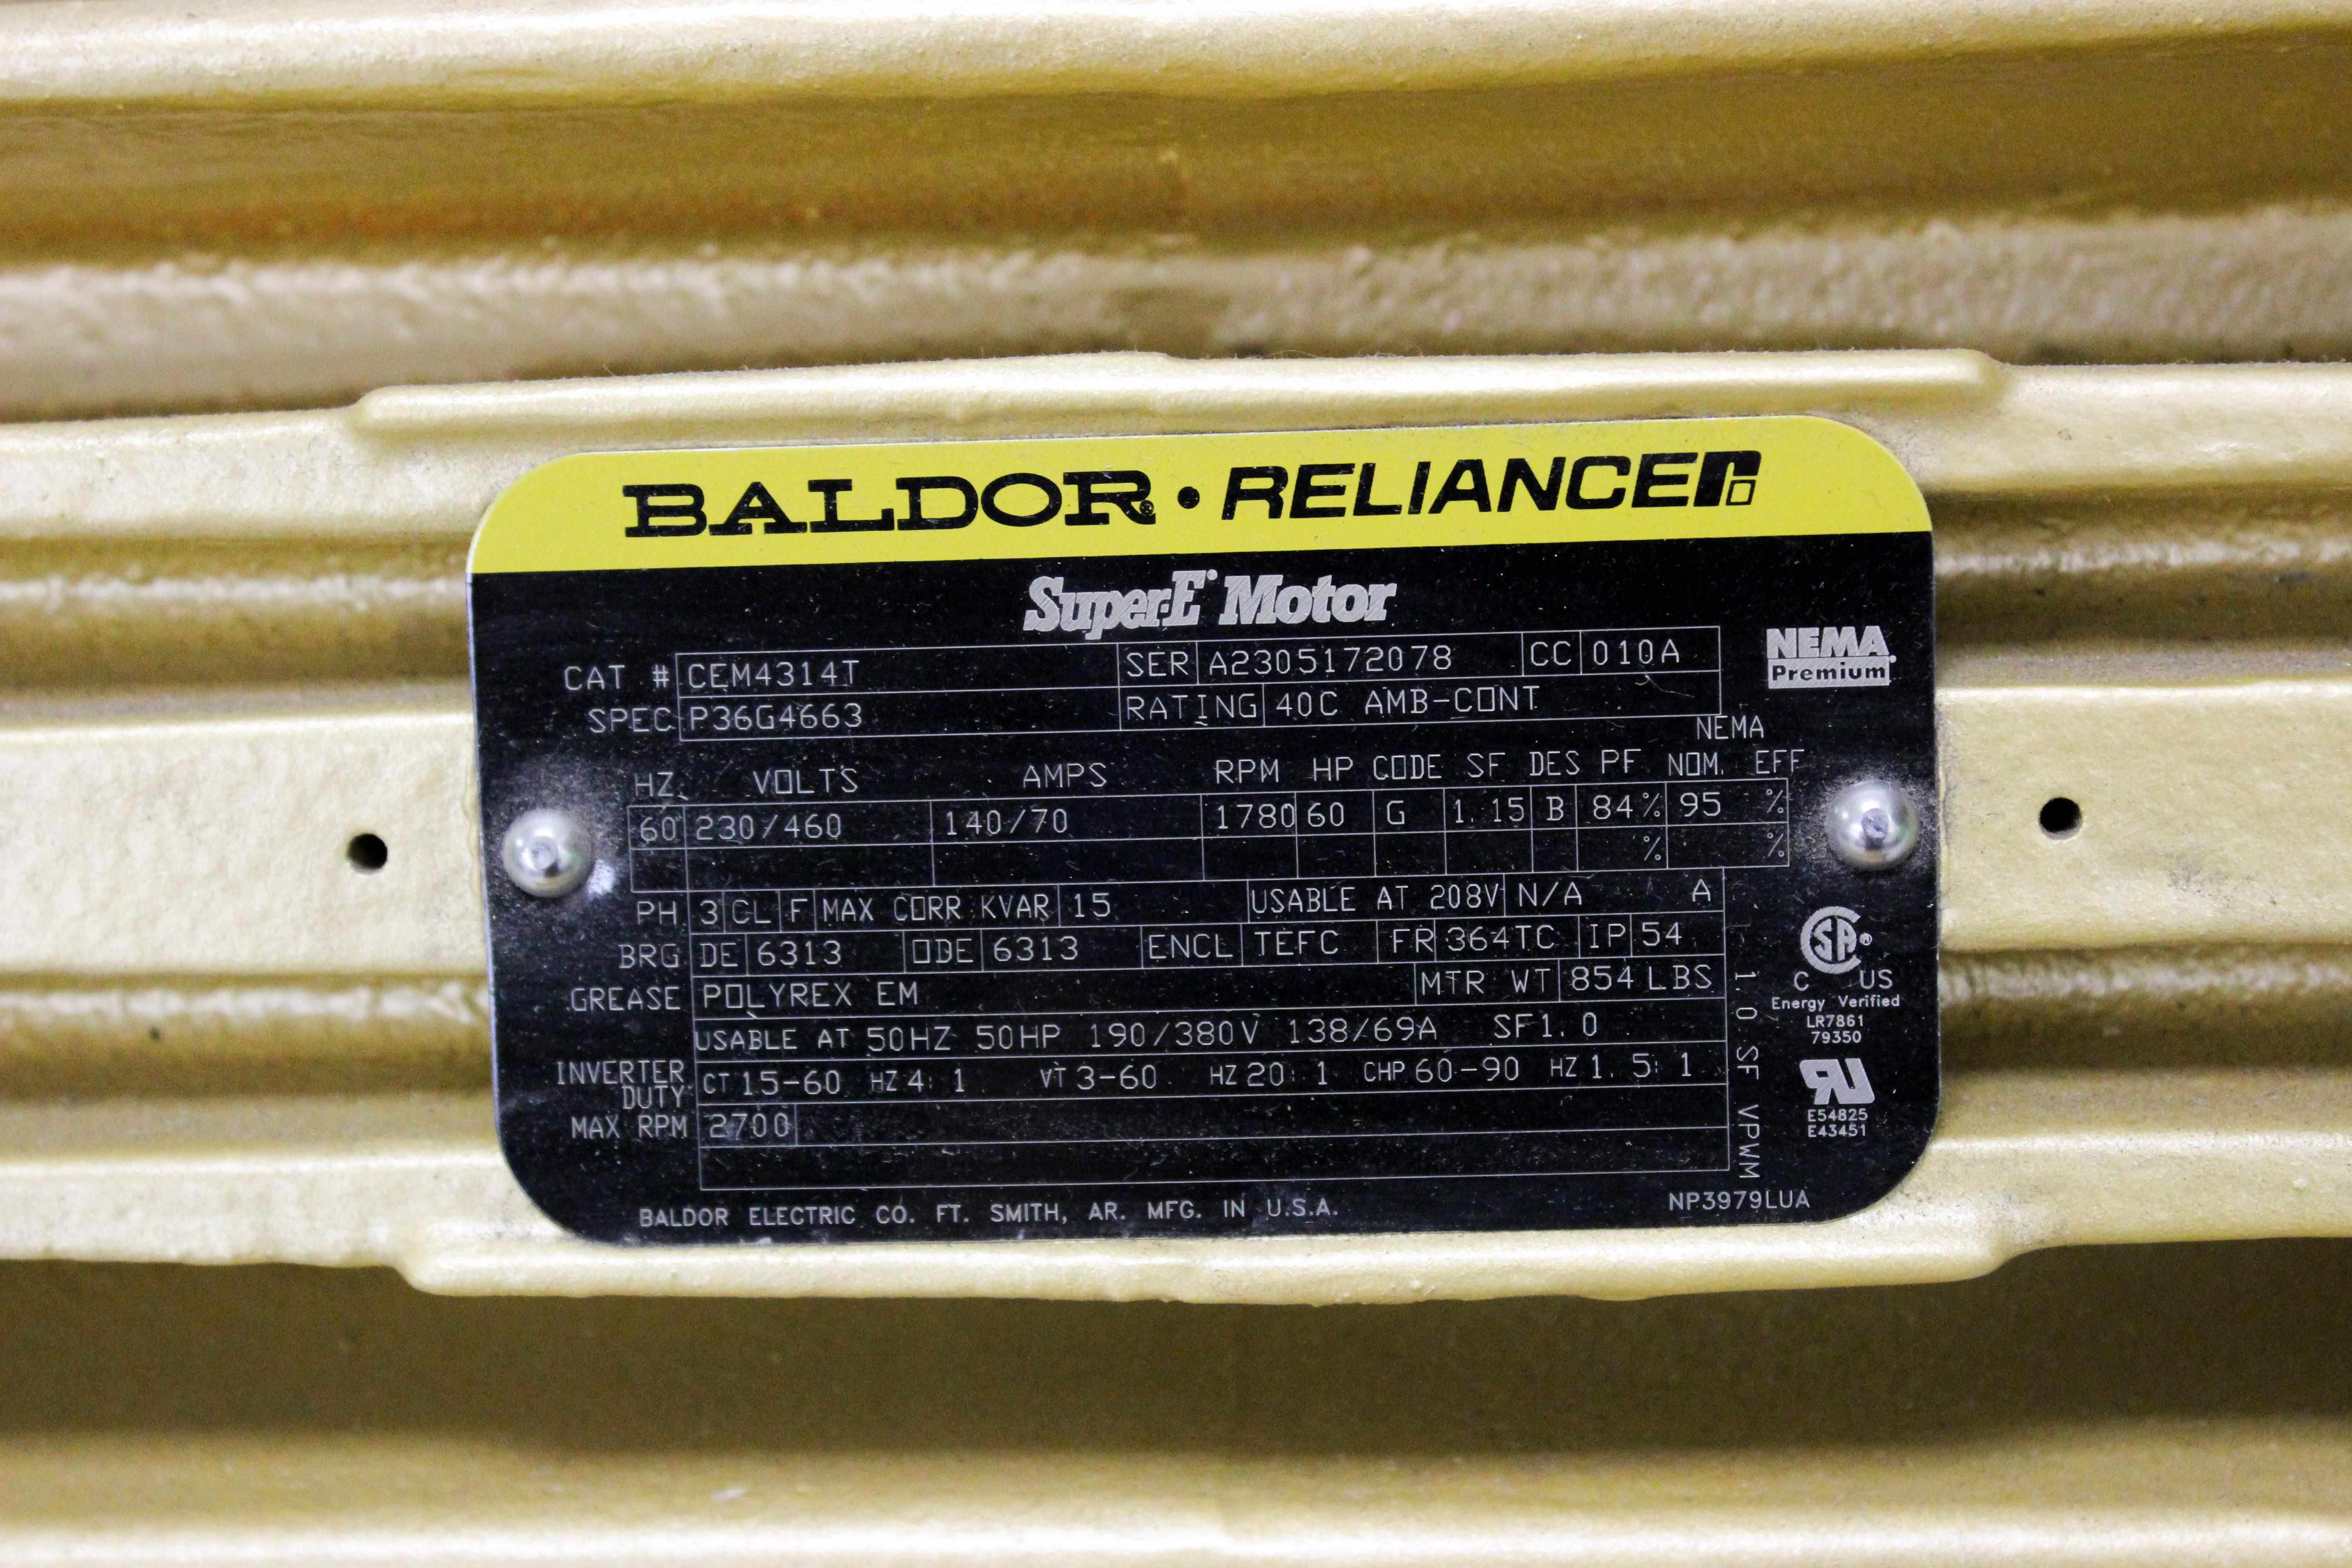 BALDOR • RELIANCE
Super-E Motor
NEMA Premium
CAT # CEM4314T SER A2305172078 CC 010A
SPEC P36G4663 RATING 40C AMB-CONT
NEMA
HZ VOLTS AMPS RPM HP CODE SF DES PF NOM. EFF
60 230/460 140/70 1780 60 G 1.15 B 84% 95 %
% %
PH 3 CL F MAX CORR KVAR 15 USABLE AT 208V N/A A
BRG DE 6313 ODE 6313 ENCL TEFC FR 364TC IP 54
GREASE POLYREX EM MTR WT 854 LBS
USABLE AT 50HZ 50HP 190/380V 138/69A SF1.0
INVERTER DUTY CT 15-60 HZ 4:1 VT 3-60 HZ 20:1 CHP 60-90 HZ 1.5:1
MAX RPM 2700
1.0 SF VPWM
SA®
C US
Energy Verified
LR7861
79350
E54825
E43451
BALDOR ELECTRIC CO. FT. SMITH, AR. MFG. IN U.S.A. NP3979LUA